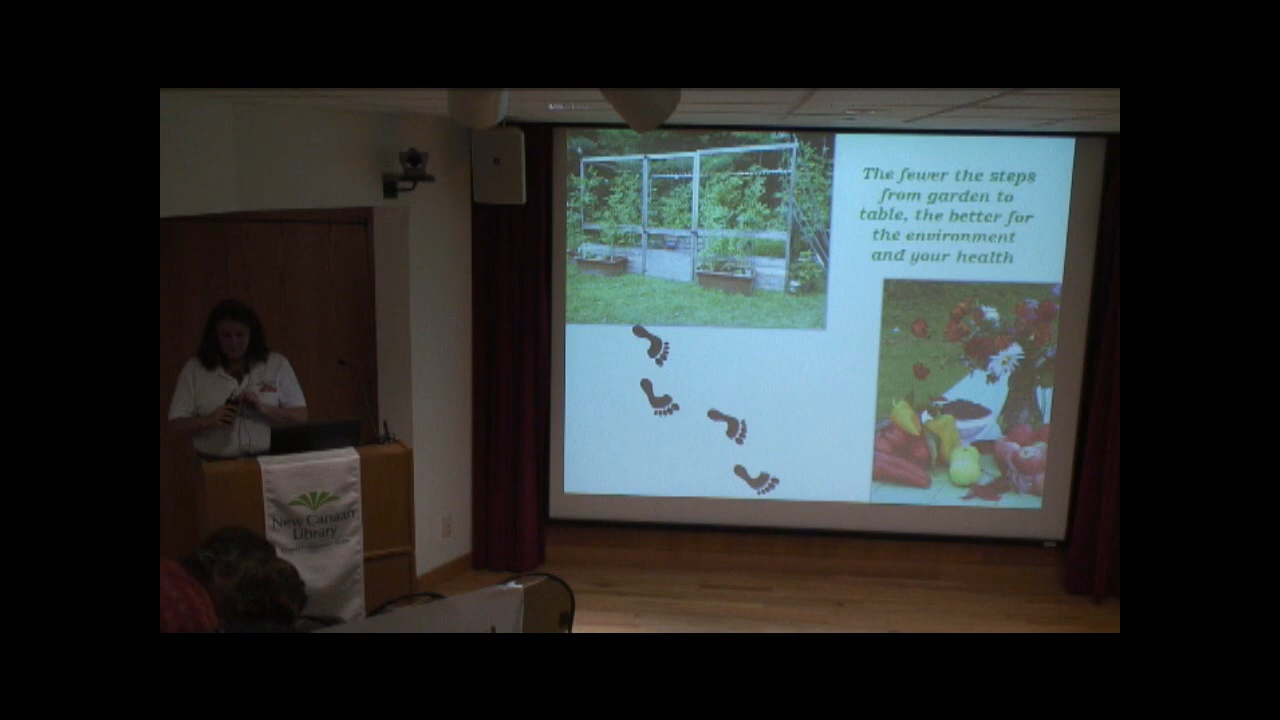 The fewer the steps
from garden to
table, the better for
the environment
and your health
New Canaan
Library